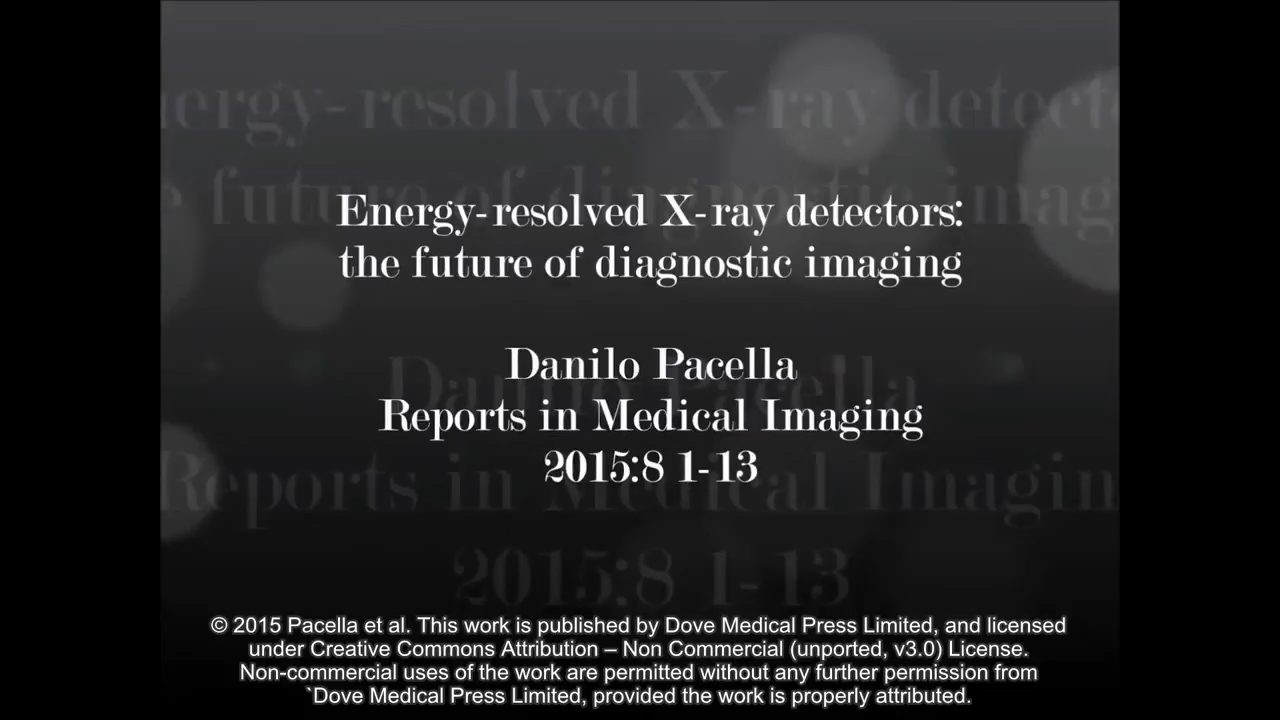 Energy-resolved X-ray detectors:
the future of diagnostic imaging
Danilo Pacella
Reports in Medical Imaging
2015:8 1-13
© 2015 Pacella et al. This work is published by Dove Medical Press Limited, and licensed
under Creative Commons Attribution – Non Commercial (unported, v3.0) License.
Non-commercial uses of the work are permitted without any further permission from
`Dove Medical Press Limited, provided the work is properly attributed.